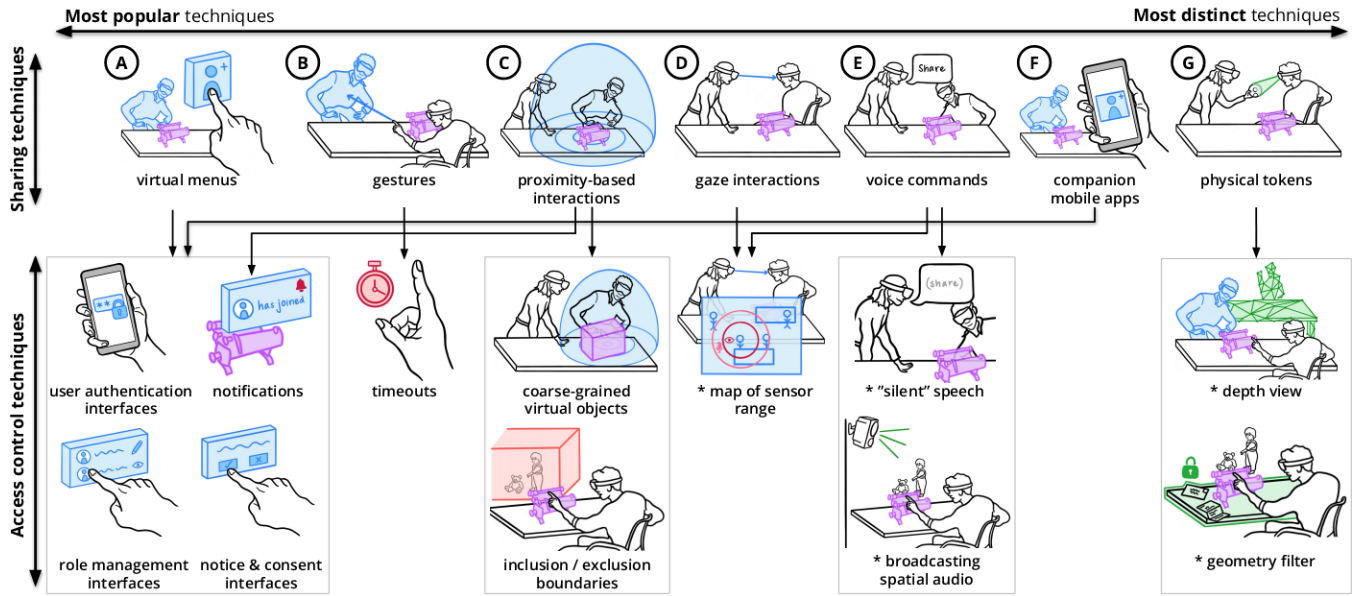 Most popular techniques
Most distinct techniques
Sharing techniques
A
B
C
D
E
F
G
Share
virtual menus
gestures
proximity-based
interactions
gaze interactions
voice commands
companion
mobile apps
physical tokens
Access control techniques
**
has joined
(share)
user authentication
interfaces
notifications
timeouts
coarse-grained
virtual objects
* map of sensor
range
* "silent" speech
* depth view
role management
interfaces
notice & consent
interfaces
inclusion / exclusion
boundaries
* broadcasting
spatial audio
* geometry filter